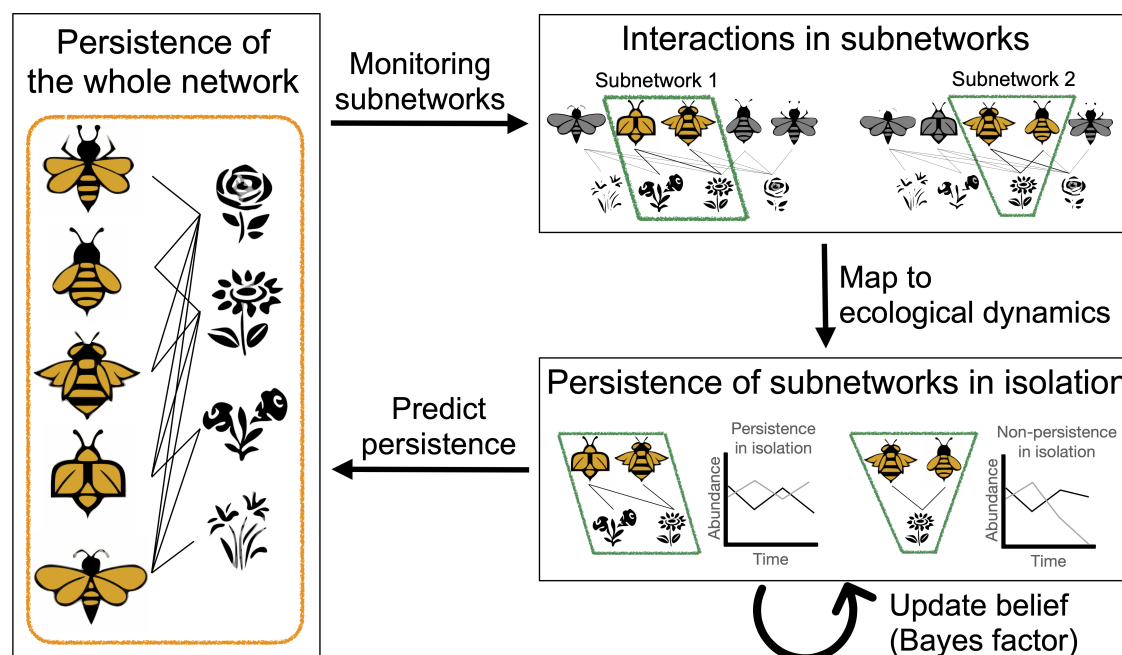 Persistence of
the whole network
Monitoring
subnetworks
Interactions in subnetworks
Subnetwork 1
Subnetwork 2
Map to
ecological dynamics
Persistence of subnetworks in isolation
Persistence
in isolation
Abundance
Time
Non-persistence
in isolation
Abundance
Time
Predict
persistence
Update belief
(Bayes factor)